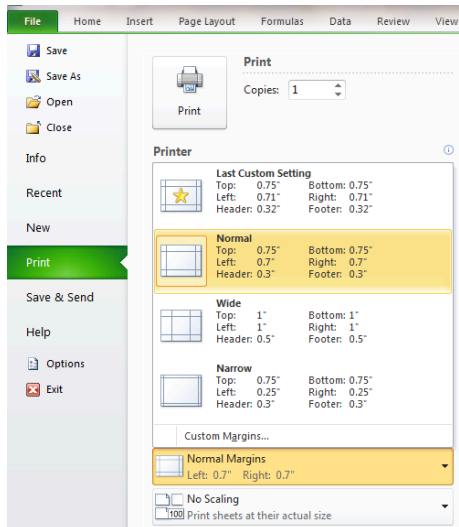 File Home Insert Page Layout Formulas Data Review View
Save
Save As
Open
Close
Info
Recent
New
Print
Save & Send
Help
Options
Exit
Print
Copies: 1
Print
Printer
Last Custom Setting
Top: 0.75" Bottom: 0.75"
Left: 0.71" Right: 0.71"
Header: 0.32" Footer: 0.32"
Normal
Top: 0.75" Bottom: 0.75"
Left: 0.7" Right: 0.7"
Header: 0.3" Footer: 0.3"
Wide
Top: 1" Bottom: 1"
Left: 1" Right: 1"
Header: 0.5" Footer: 0.5"
Narrow
Top: 0.75" Bottom: 0.75"
Left: 0.25" Right: 0.25"
Header: 0.3" Footer: 0.3"
Custom Margins...
Normal Margins
Left: 0.7" Right: 0.7"
No Scaling
100 Print sheets at their actual size